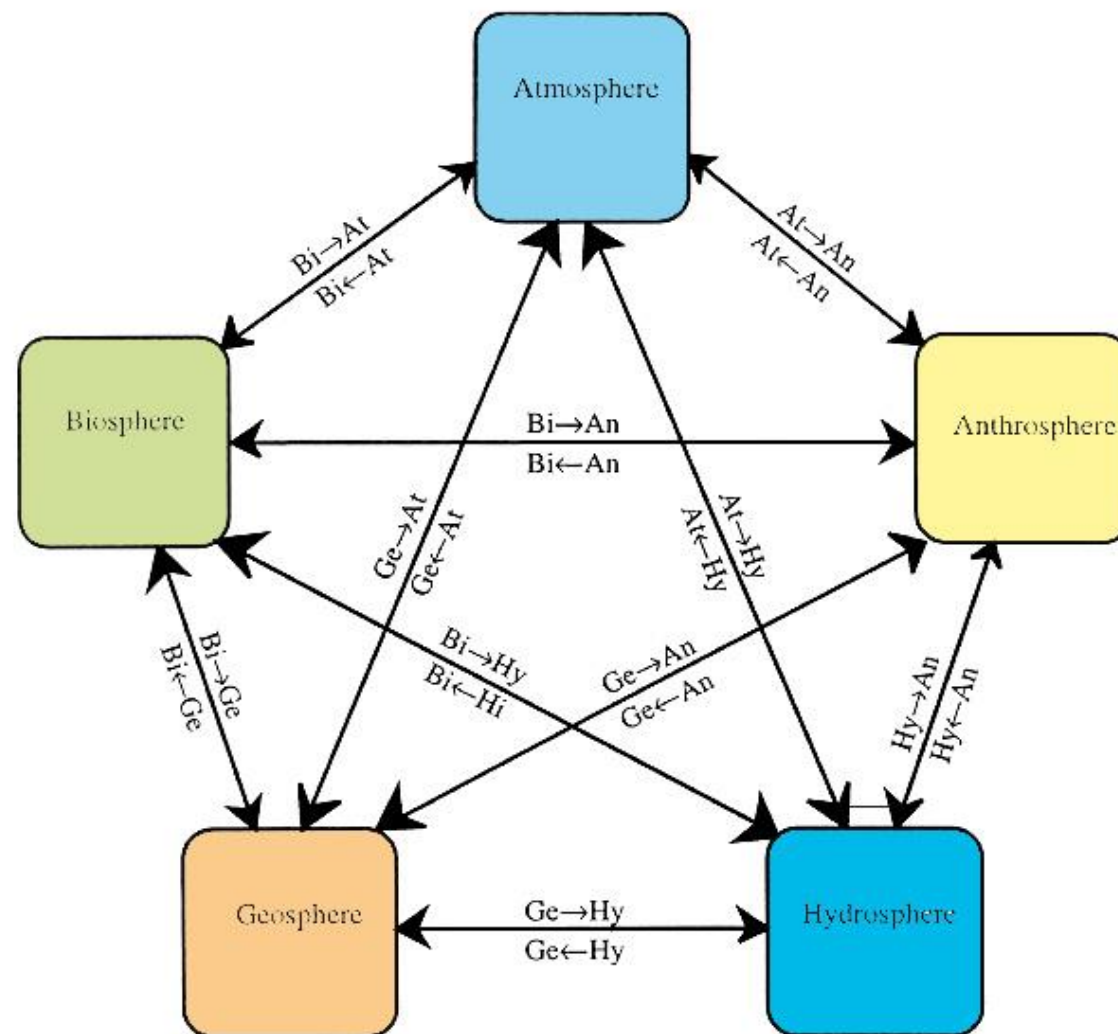 Atmosphere
Bi→At
Bi←At
At→An
At←An
Biosphere
Bi→An
Bi←An
Anthrosphere
Ge→At
Ge←At
At→Hy
At←Hy
Bi→Hy
Bi←Hi
Ge→An
Ge←An
Bi→Ge
Bi←Ge
Hy→An
Hy←An
Geosphere
Ge→Hy
Ge←Hy
Hydrosphere